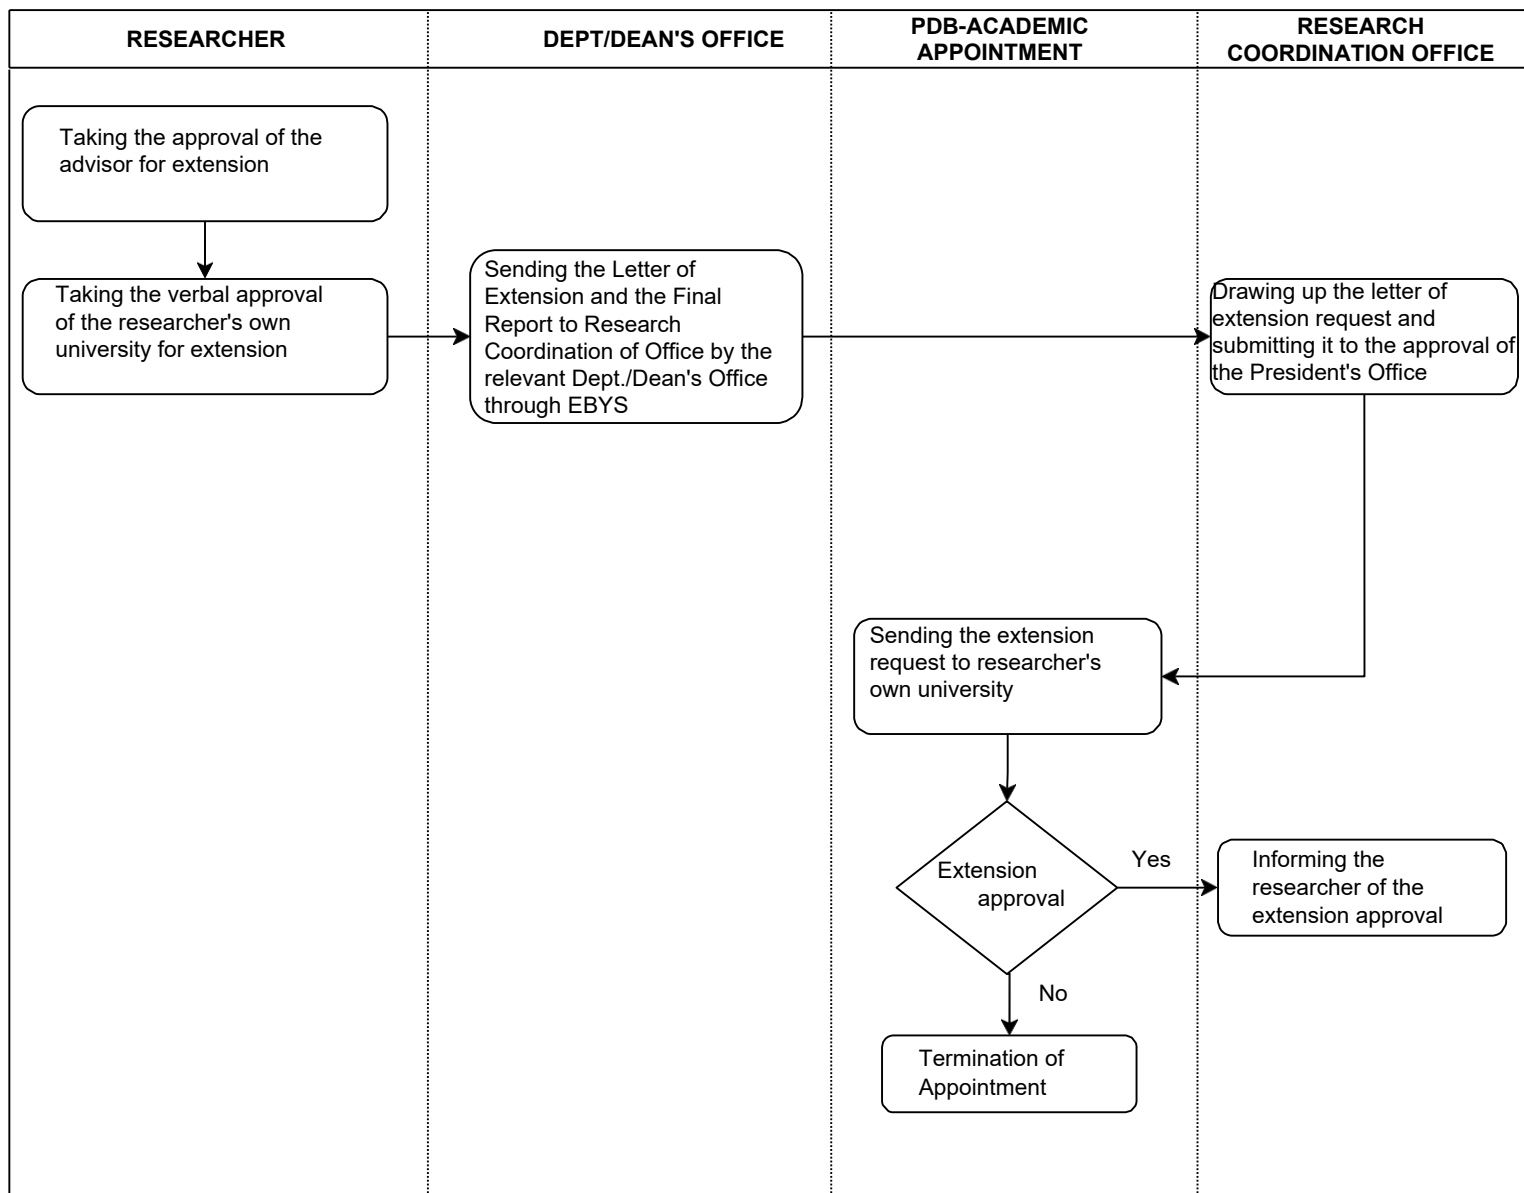 RESEARCHER
DEPT/DEAN'S OFFICE
PDB-ACADEMIC
APPOINTMENT
RESEARCH
COORDINATION OFFICE
Taking the approval of the
advisor for extension
Taking the verbal approval
of the researcher's own
university for extension
Sending the Letter of
Extension and the Final
Report to Research
Coordination of Office by the
relevant Dept./Dean's Office
through EBYS
Drawing up the letter of
extension request and
submitting it to the approval of
the President's Office
Sending the extension
request to researcher's
own university
Extension
approval
Yes
Informing the
researcher of the
extension approval
No
Termination of
Appointment